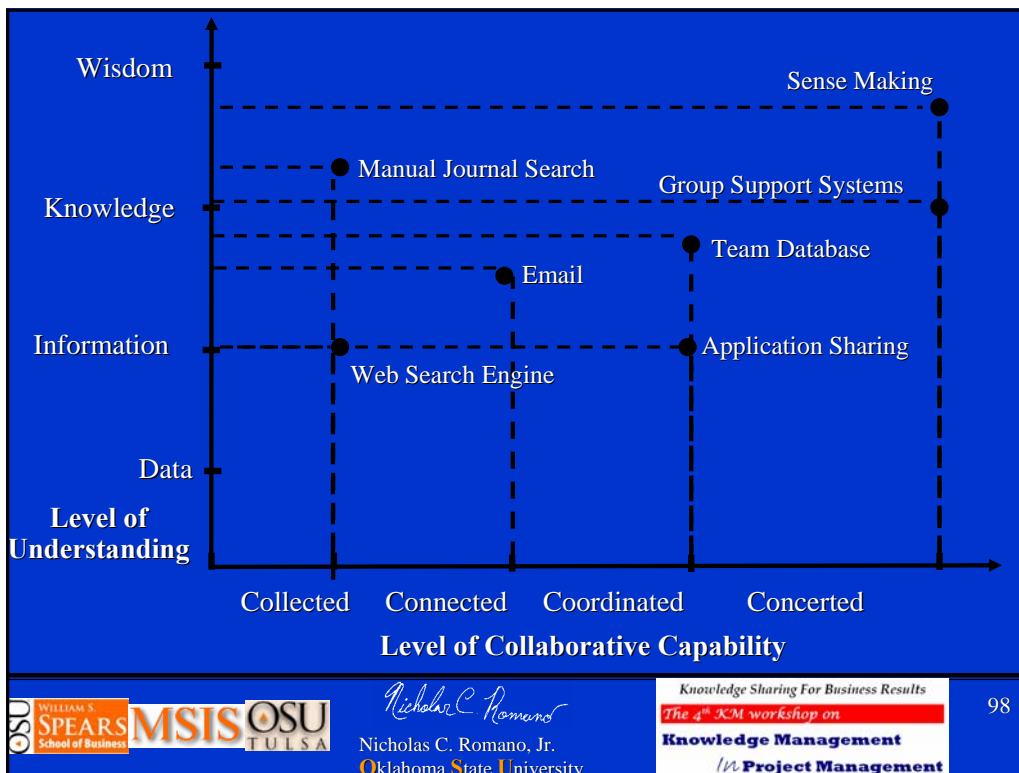 Wisdom
Sense Making
Manual Journal Search
Group Support Systems
Knowledge
Team Database
Email
Information
Application Sharing
Web Search Engine
Data
Level of
Understanding
Collected Connected Coordinated Concerted
Level of Collaborative Capability
OSU
WILLIAM S.
SPEARS
School of Business
MSIS
OSU
TULSA
Nicholas C. Romano
Nicholas C. Romano, Jr.
Oklahoma State University
Knowledge Sharing For Business Results
The 4th KM workshop on
Knowledge Management
In Project Management
98